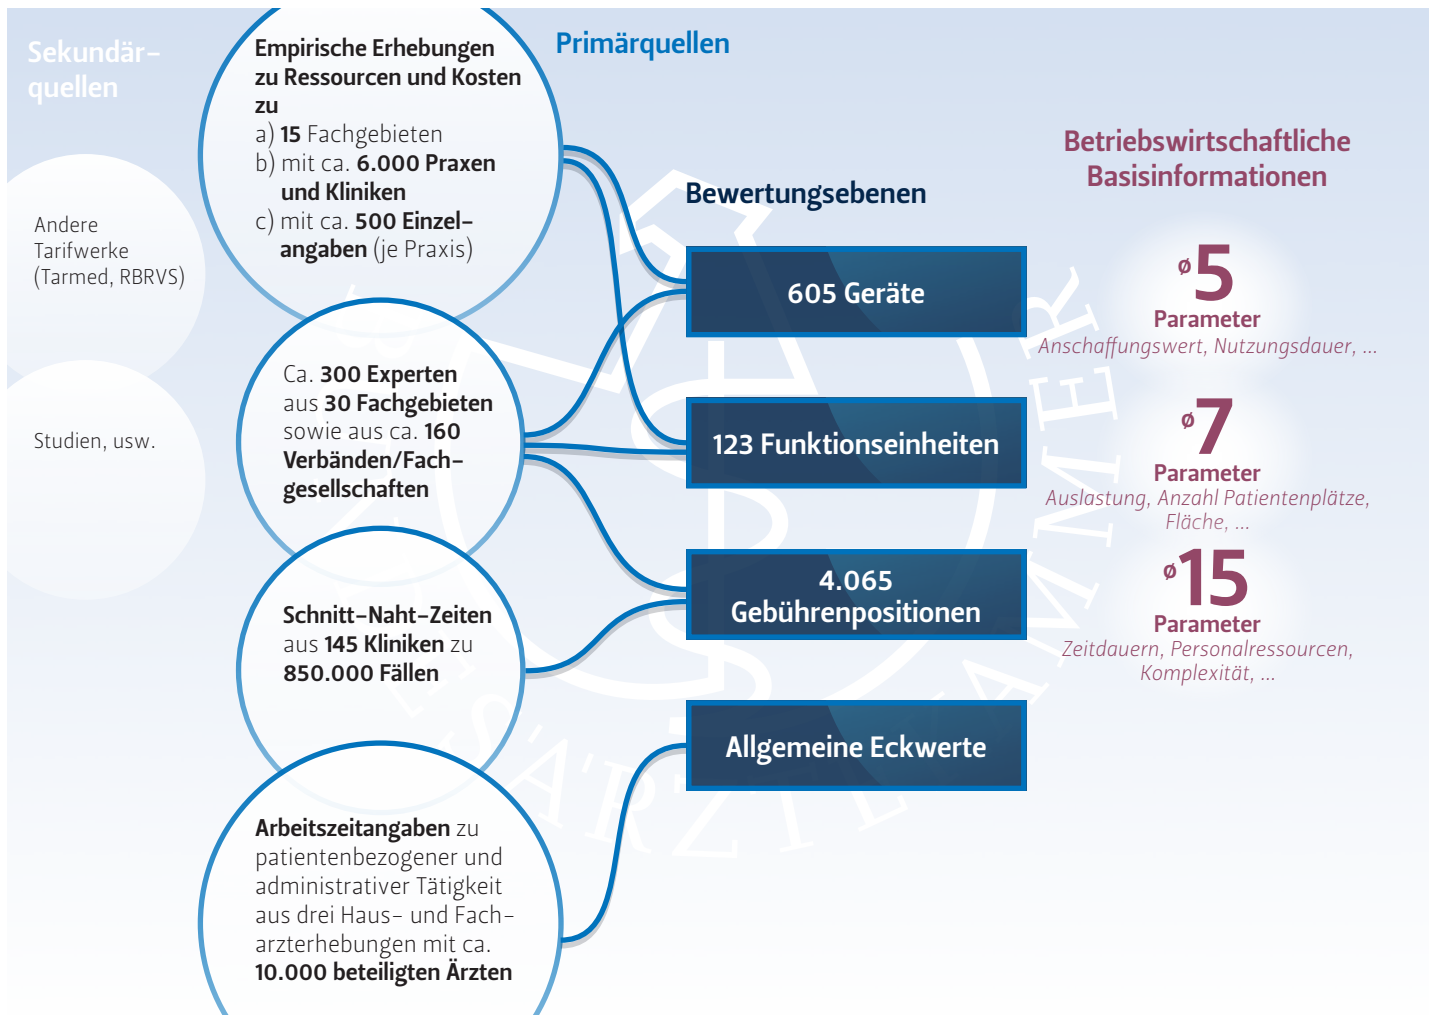 Sekundär-
quellen
Andere
Tarifwerke
(Tarmed, RBRVS)
Studien, usw.
Primärquellen
Empirische Erhebungen
zu Ressourcen und Kosten
zu
a) 15 Fachgebieten
b) mit ca. 6.000 Praxen
und Kliniken
c) mit ca. 500 Einzel-
angaben (je Praxis)
Ca. 300 Experten
aus 30 Fachgebieten
sowie aus ca. 160
Verbänden/Fach-
gesellschaften
Schnitt-Naht-Zeiten
aus 145 Kliniken zu
850.000 Fällen
Arbeitszeitangaben zu
patientenbezogener und
administrativer Tätigkeit
aus drei Haus- und Fach-
arzterhebungen mit ca.
10.000 beteiligten Ärzten
Bewertungsebenen
605 Geräte
123 Funktionseinheiten
4.065
Gebührenpositionen
Allgemeine Eckwerte
Betriebswirtschaftliche
Basisinformationen
ø5
Parameter
Anschaffungswert, Nutzungsdauer, ...
ø7
Parameter
Auslastung, Anzahl Patientenplätze,
Fläche, ...
ø15
Parameter
Zeitdauern, Personalressourcen,
Komplexität, ...